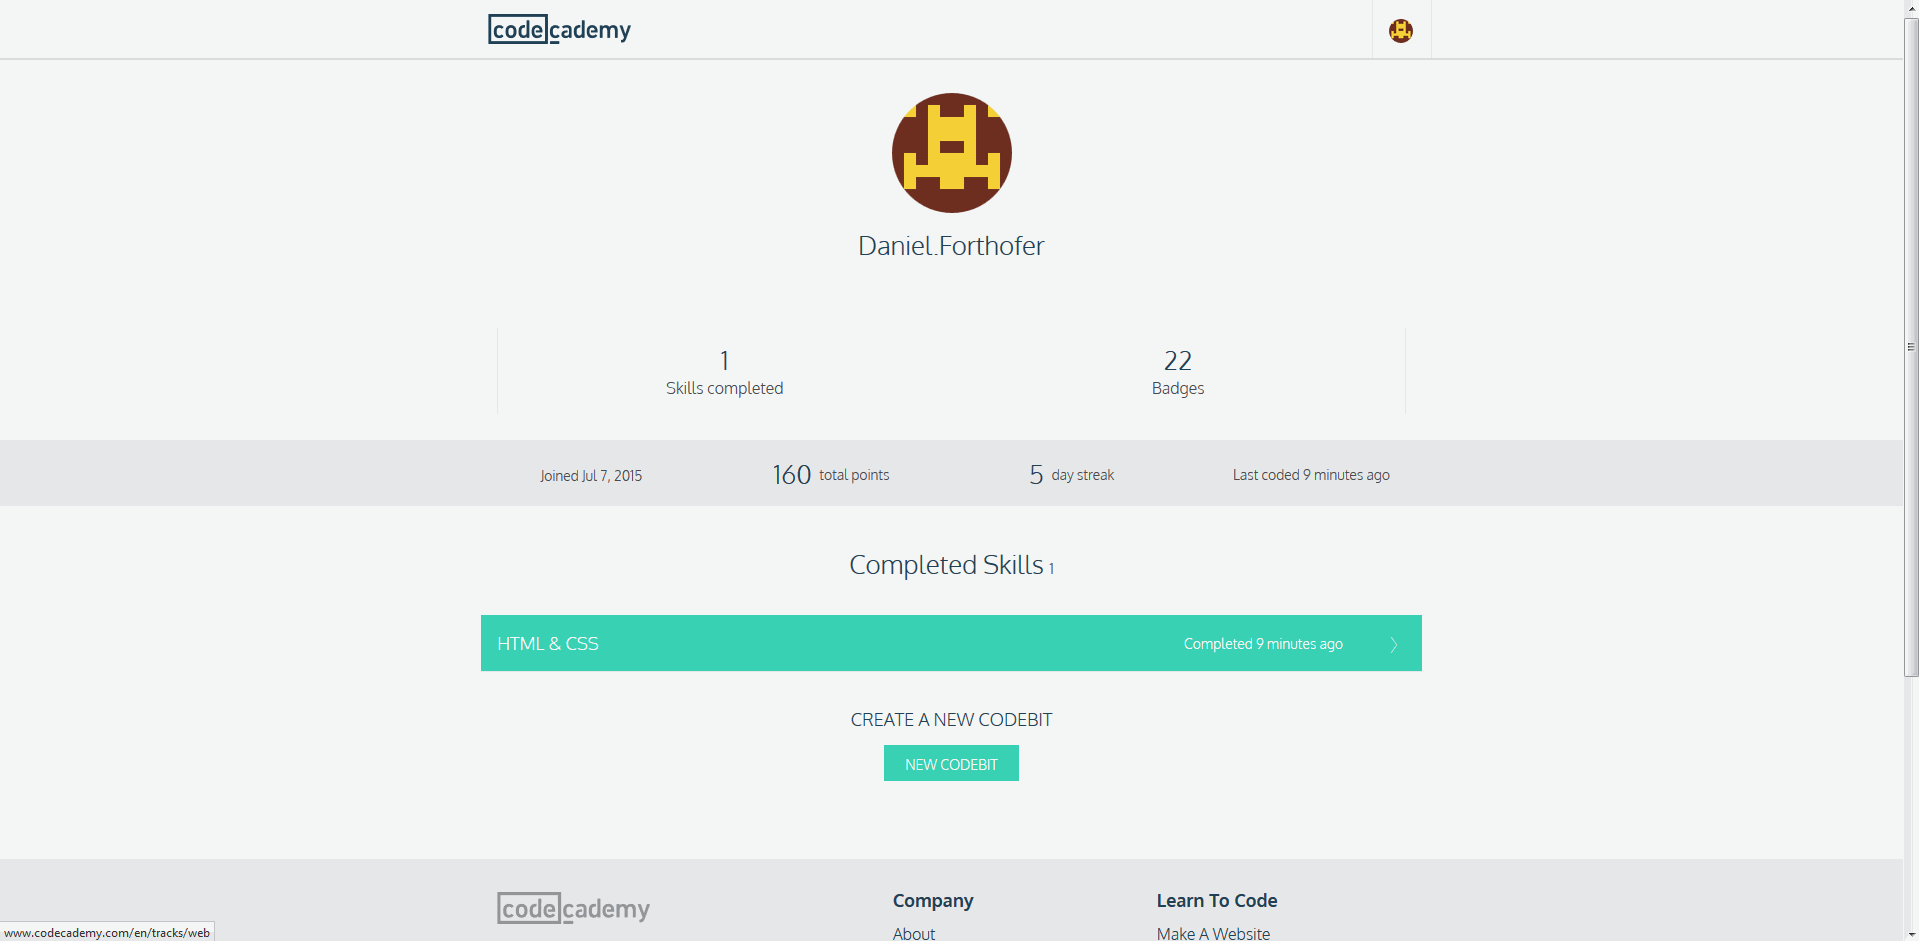 codecademy
Daniel.Forthofer
1
Skills completed
22
Badges
Joined Jul 7, 2015
160 total points
5 day streak
Last coded 9 minutes ago
Completed Skills 1
HTML & CSS
Completed 9 minutes ago
CREATE A NEW CODEBIT
NEW CODEBIT
codecademy
Company
About
Learn To Code
Make A Website
www.codecademy.com/en/tracks/web